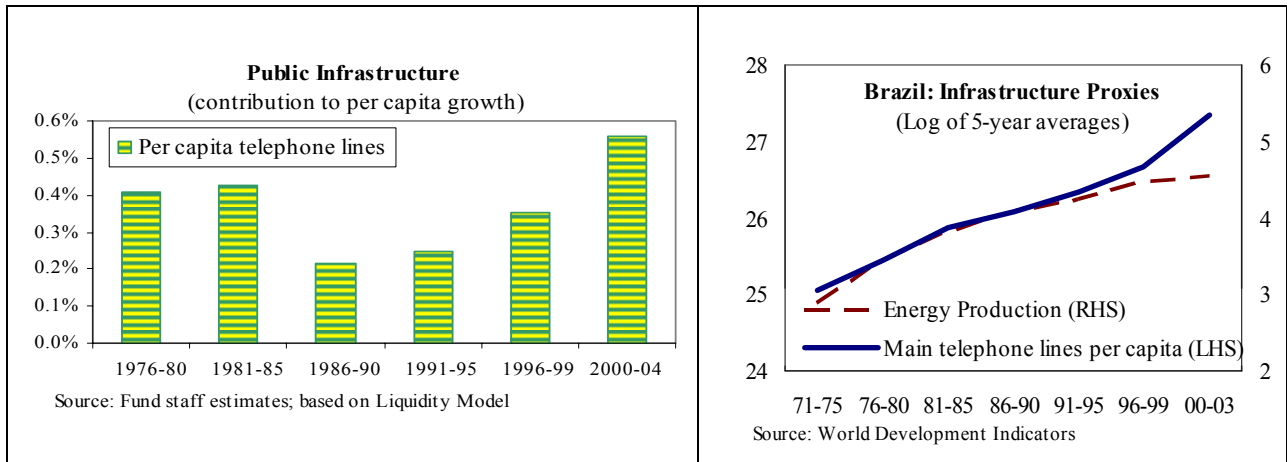 Public Infrastructure
(contribution to per capita growth)
0.6%
0.5%
0.4%
0.3%
0.2%
0.1%
0.0%
Per capita telephone lines
1976-80 1981-85 1986-90 1991-95 1996-99 2000-04
Source: Fund staff estimates; based on Liquidity Model
Brazil: Infrastructure Proxies
(Log of 5-year averages)
28
27
26
25
24
6
5
4
3
2
Energy Production (RHS)
Main telephone lines per capita (LHS)
71-75 76-80 81-85 86-90 91-95 96-99 00-03
Source: World Development Indicators